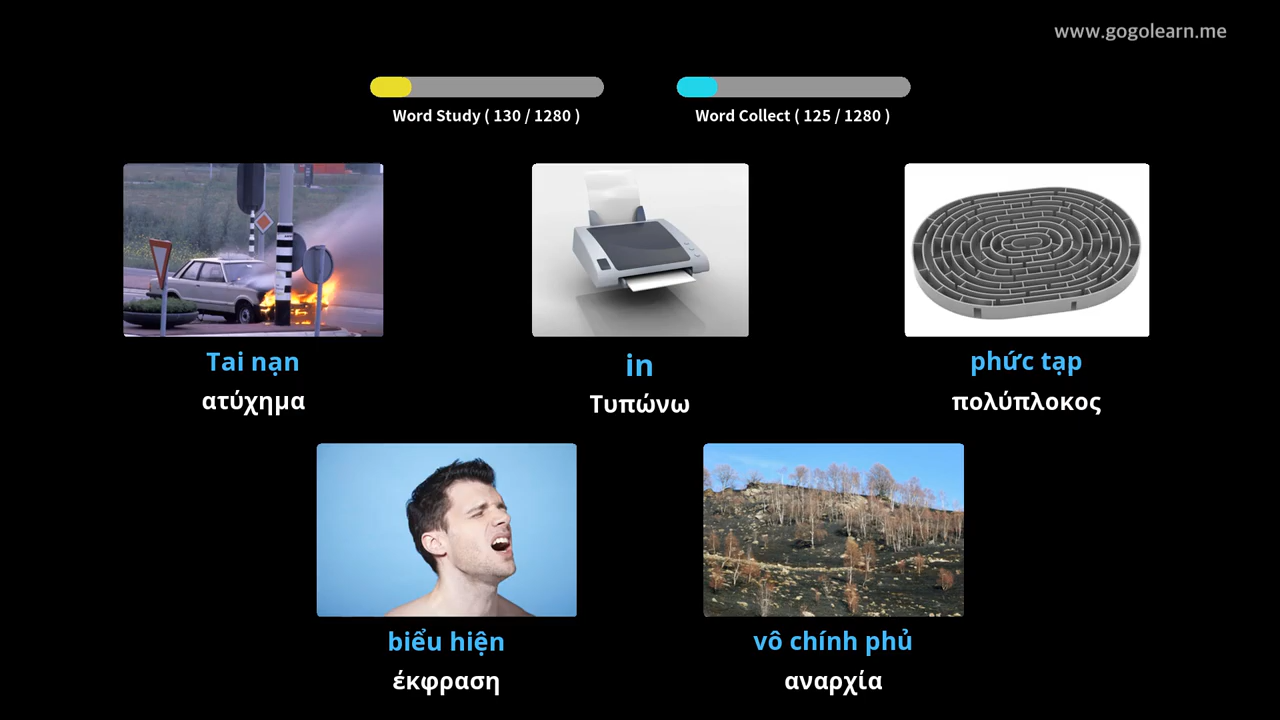 www.gogolearn.me
Word Study ( 130 / 1280 )
Word Collect ( 125 / 1280 )
Tai nạn
ατύχημα
in
Τυπώνω
phức tạp
πολύπλοκος
biểu hiện
έκφραση
vô chính phủ
αναρχία